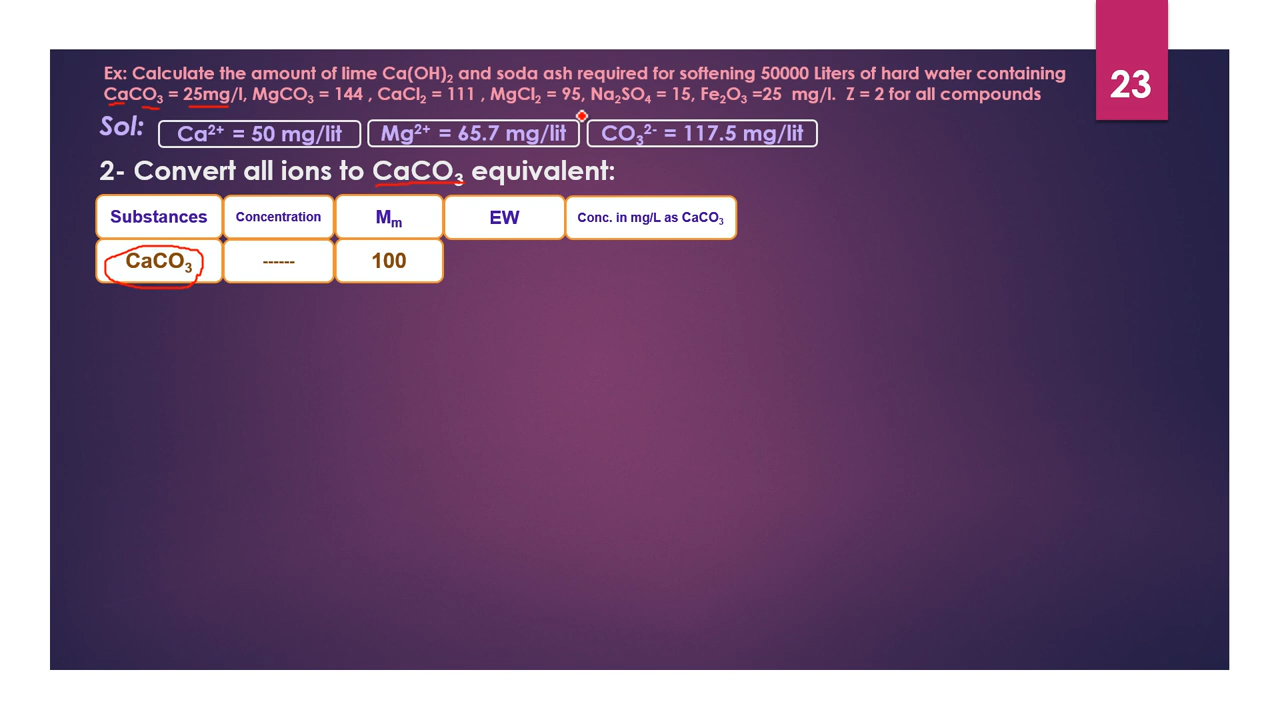 23
Ex: Calculate the amount of lime Ca(OH)₂ and soda ash required for softening 50000 Liters of hard water containing
CaCO₃ = 25mg/l, MgCO₃ = 144 , CaCl₂ = 111 , MgCl₂ = 95, Na₂SO₄ = 15, Fe₂O₃ =25 mg/l. Z = 2 for all compounds
Sol: Ca²⁺ = 50 mg/lit Mg²⁺ = 65.7 mg/lit CO₃²⁻ = 117.5 mg/lit
2- Convert all ions to CaCO₃ equivalent:
Substances Concentration Mₘ EW Conc. in mg/L as CaCO₃
CaCO₃ ------ 100